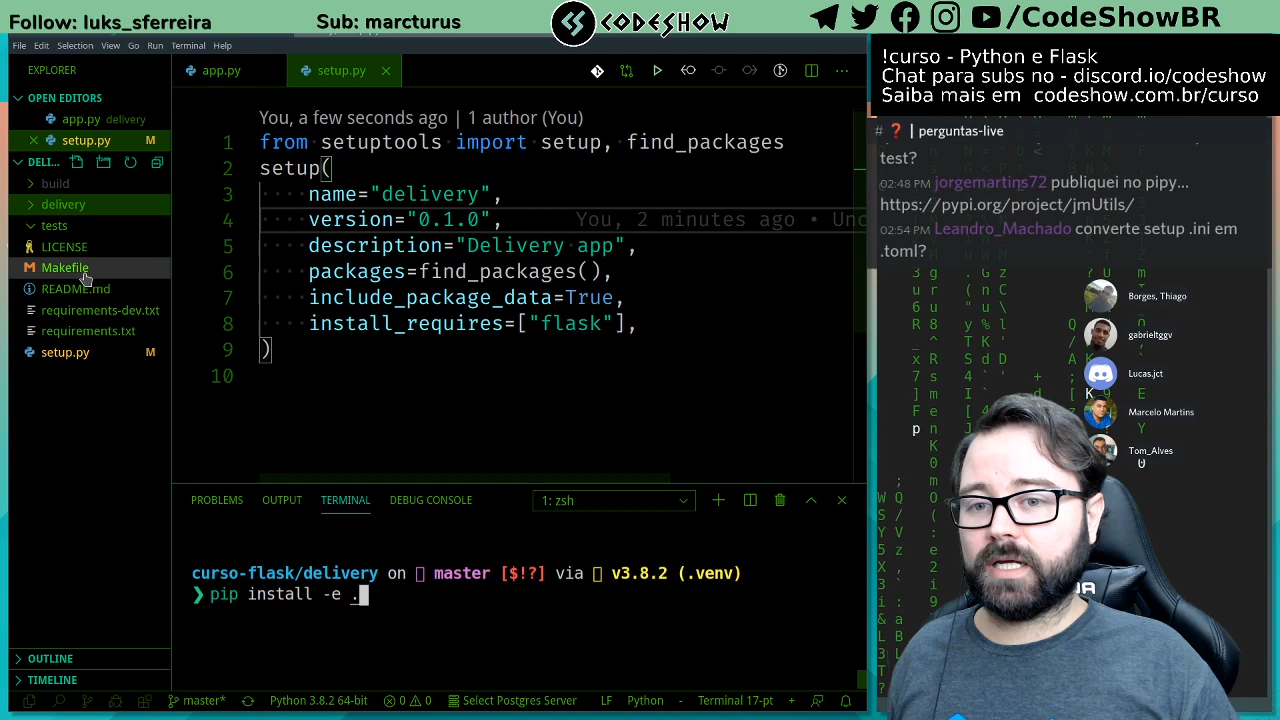 Follow: luks_sferreira
Sub: marcturus
CODESHOW
/CodeShowBR
File Edit Selection View Go Run Terminal Help
!curso - Python e Flask
Chat para subs no - discord.io/codeshow
Saiba mais em codeshow.com.br/curso
EXPLORER
OPEN EDITORS
app.py delivery
setup.py M
DELI...
build
delivery
tests
LICENSE
Makefile
README.md
requirements-dev.txt
requirements.txt
setup.py M
OUTLINE
TIMELINE
app.py
setup.py
You, a few seconds ago | 1 author (You)
1 from setuptools import setup, find_packages
2 setup(
3 name="delivery",
4 version="0.1.0", You, 2 minutes ago • Unc
5 description="Delivery app",
6 packages=find_packages(),
7 include_package_data=True,
8 install_requires=["flask"],
9 )
10
PROBLEMS OUTPUT TERMINAL DEBUG CONSOLE 1: zsh
curso-flask/delivery on master [$!?] via v3.8.2 (.venv)
❯ pip install -e .
master* Python 3.8.2 64-bit 0 0 Select Postgres Server LF Python - Terminal 17-pt +
# ❓ | perguntas-live
test?
02:48 PM jorgemartins72 publiquei no pipy...
https://pypi.org/project/jmUtils/
02:54 PM Leandro_Machado converte setup .ini em
.toml?
Borges, Thiago
gabrieltggv
Lucas.jct
Marcelo Martins
Tom_Alves